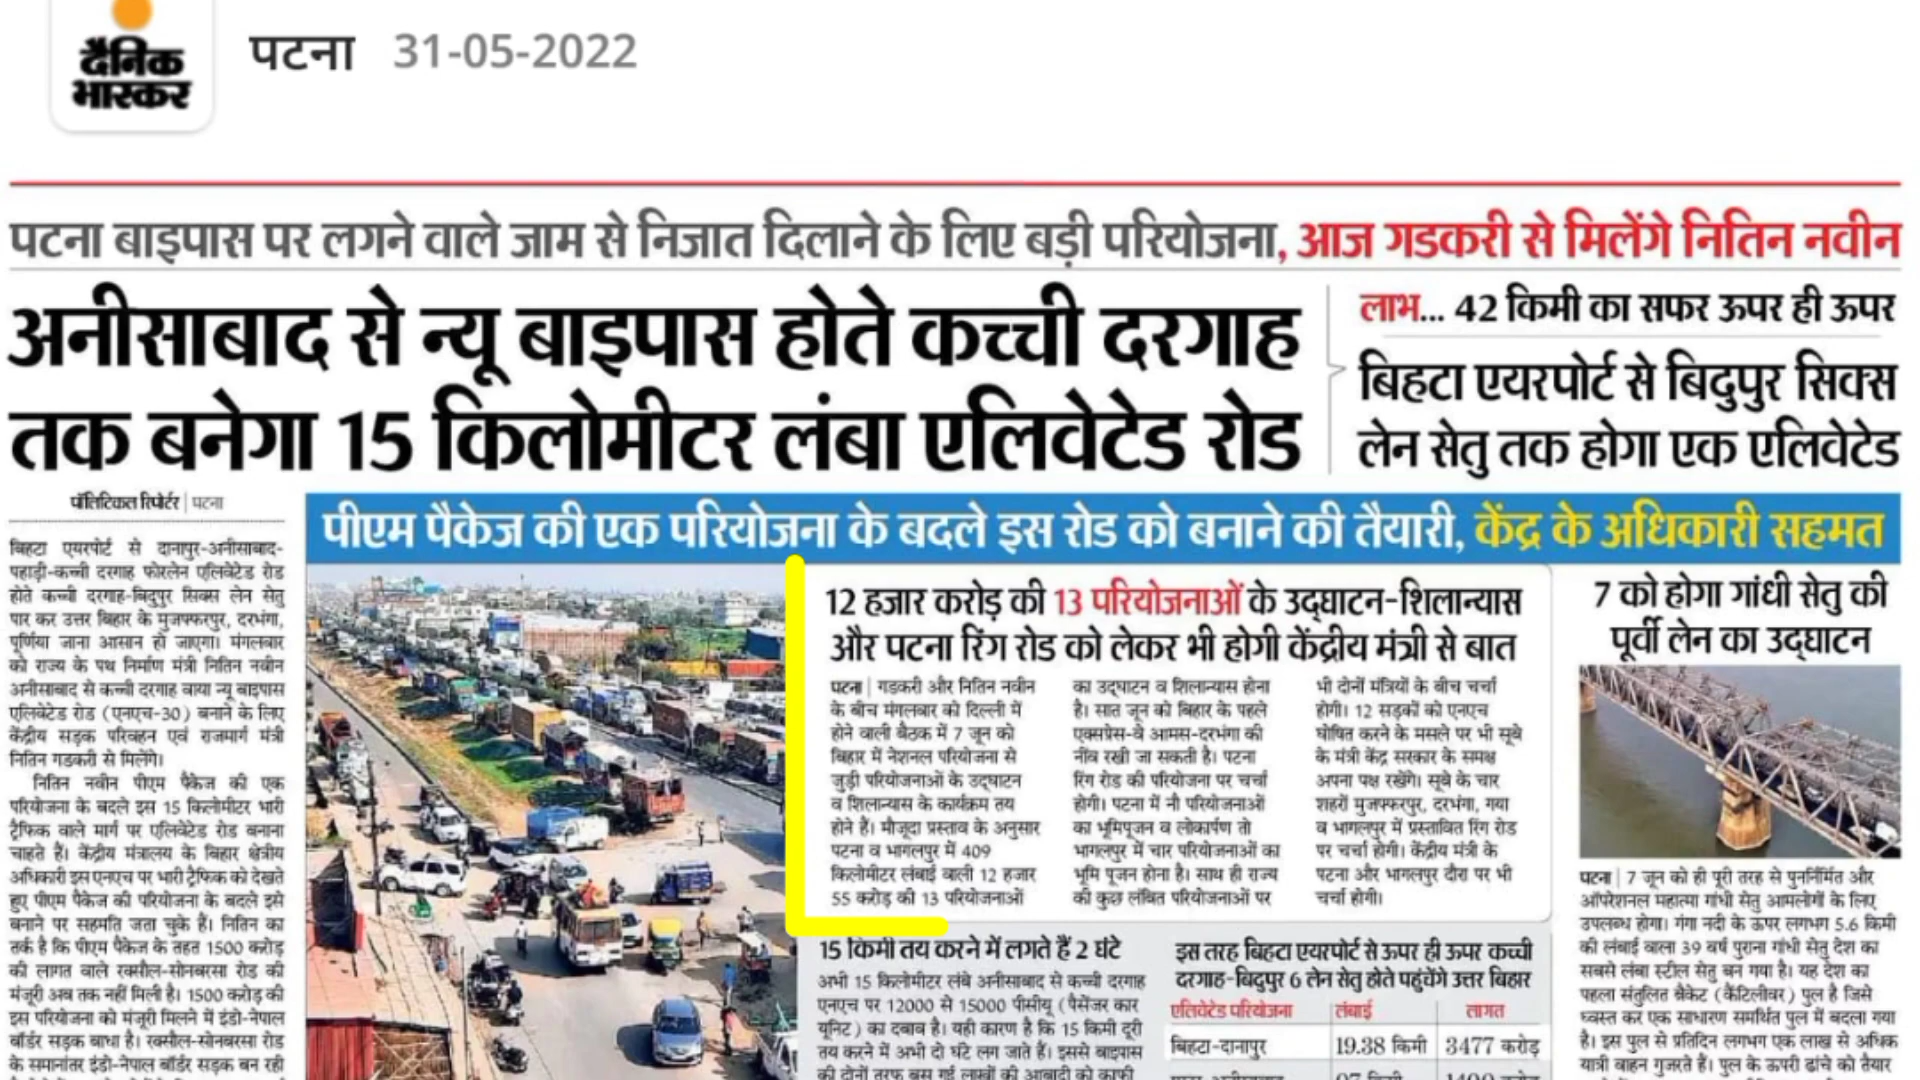 दैनिक
भास्कर
पटना 31-05-2022
पटना बाइपास पर लगने वाले जाम से निजात दिलाने के लिए बड़ी परियोजना, आज गडकरी से मिलेंगे नितिन नवीन
अनीसाबाद से न्यू बाइपास होते कच्ची दरगाह
तक बनेगा 15 किलोमीटर लंबा एलिवेटेड रोड
लाभ... 42 किमी का सफर ऊपर ही ऊपर
बिहटा एयरपोर्ट से बिदुपुर सिक्स
लेन सेतु तक होगा एक एलिवेटेड
पॉलिटिकल रिपोर्टर | पटना
बिहटा एयरपोर्ट से दानापुर-अनीसाबाद-
पहाड़ी-कच्ची दरगाह फोरलेन एलिवेटेड रोड
होते कच्ची दरगाह-बिदुपुर सिक्स लेन सेतु
पार कर उत्तर बिहार के मुजफ्फरपुर, दरभंगा,
पूर्णिया जाना आसान हो जाएगा। मंगलवार
को राज्य के पथ निर्माण मंत्री नितिन नवीन
अनीसाबाद से कच्ची दरगाह वाया न्यू बाइपास
एलिवेटेड रोड (एनएच-30) बनाने के लिए
केंद्रीय सड़क परिवहन एवं राजमार्ग मंत्री
नितिन गडकरी से मिलेंगे।
नितिन नवीन पीएम पैकेज की एक
परियोजना के बदले इस 15 किलोमीटर भारी
ट्रैफिक वाले मार्ग पर एलिवेटेड रोड बनाना
चाहते हैं। केंद्रीय मंत्रालय के बिहार क्षेत्रीय
अधिकारी इस एनएच पर भारी ट्रैफिक को देखते
हुए पीएम पैकेज की परियोजना के बदले इसे
बनाने पर सहमति जता चुके हैं। नितिन का
तर्क है कि पीएम पैकेज के तहत 1500 करोड़
की लागत वाले रक्सौल-सोनबरसा रोड की
मंजूरी अब तक नहीं मिली है। 1500 करोड़ की
इस परियोजना को मंजूरी मिलने में इंडो-नेपाल
बॉर्डर सड़क बाधा है। रक्सौल-सोनबरसा रोड
के समानांतर इंडो-नेपाल बॉर्डर सड़क बन रही
पीएम पैकेज की एक परियोजना के बदले इस रोड को बनाने की तैयारी, केंद्र के अधिकारी सहमत
12 हजार करोड़ की 13 परियोजनाओं के उद्घाटन-शिलान्यास
और पटना रिंग रोड को लेकर भी होगी केंद्रीय मंत्री से बात
पटना | गडकरी और नितिन नवीन
के बीच मंगलवार को दिल्ली में
होने वाली बैठक में 7 जून को
बिहार में नेशनल परियोजना से
जुड़ी परियोजनाओं के उद्घाटन
व शिलान्यास के कार्यक्रम तय
होने हैं। मौजूदा प्रस्ताव के अनुसार
पटना व भागलपुर में 409
किलोमीटर लंबाई वाली 12 हजार
55 करोड़ की 13 परियोजनाओं
का उद्घाटन व शिलान्यास होना
है। सात जून को बिहार के पहले
एक्सप्रेस-वे आमस-दरभंगा की
नींव रखी जा सकती है। पटना
रिंग रोड की परियोजना पर चर्चा
होगी। पटना में नौ परियोजनाओं
का भूमिपूजन व लोकार्पण तो
भागलपुर में चार परियोजनाओं का
भूमि पूजन होना है। साथ ही राज्य
की कुछ लंबित परियोजनाओं पर
भी दोनों मंत्रियों के बीच चर्चा
होगी। 12 सड़कों को एनएच
घोषित करने के मसले पर भी सूबे
के मंत्री केंद्र सरकार के समक्ष
अपना पक्ष रखेंगे। सूबे के चार
शहरों मुजफ्फरपुर, दरभंगा, गया
व भागलपुर में प्रस्तावित रिंग रोड
पर चर्चा होगी। केंद्रीय मंत्री के
पटना और भागलपुर दौरा पर भी
चर्चा होगी।
15 किमी तय करने में लगते हैं 2 घंटे
अभी 15 किलोमीटर लंबे अनीसाबाद से कच्ची दरगाह
एनएच पर 12000 से 15000 पीसीयू (पैसेंजर कार
यूनिट) का दबाव है। यही कारण है कि 15 किमी दूरी
तय करने में अभी दो घंटे लग जाते हैं। इससे बाइपास
की दोनों तरफ बस गई लाखों की आबादी को काफी
इस तरह बिहटा एयरपोर्ट से ऊपर ही ऊपर कच्ची
दरगाह-बिदुपुर 6 लेन सेतु होते पहुंचेंगे उत्तर बिहार
एलिवेटेड परियोजना लंबाई लागत
बिहटा-दानापुर 19.38 किमी 3477 करोड़
7 को होगा गांधी सेतु की
पूर्वी लेन का उद्घाटन
पटना | 7 जून को ही पूरी तरह से पुनर्निर्मित और
ऑपरेशनल महात्मा गांधी सेतु आमलोगों के लिए
उपलब्ध होगा। गंगा नदी के ऊपर लगभग 5.6 किमी
की लंबाई वाला 39 वर्ष पुराना गांधी सेतु देश का
सबसे लंबा स्टील सेतु बन गया है। यह देश का
पहला संतुलित ब्रैकेट (कैंटिलीवर) पुल है जिसे
ध्वस्त कर एक साधारण समर्थित पुल में बदला गया
है। इस पुल से प्रतिदिन लगभग एक लाख से अधिक
यात्री वाहन गुजरते हैं। पुल के ऊपरी ढांचे को तैयार